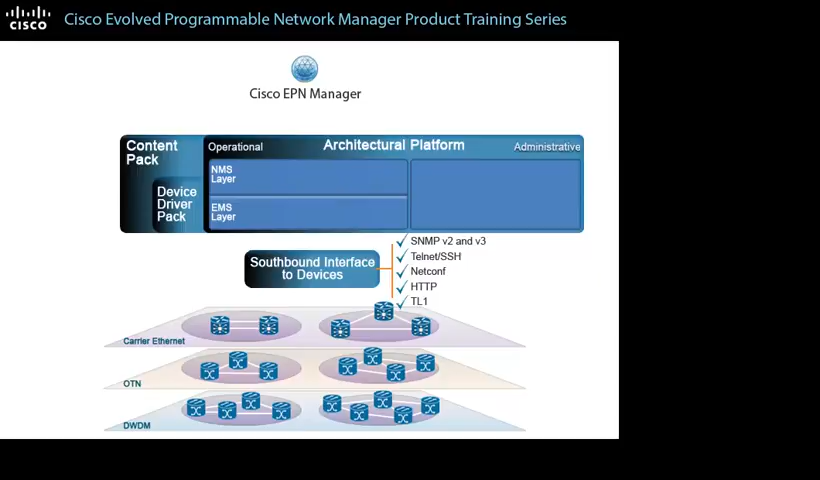 CISCO
Cisco Evolved Programmable Network Manager Product Training Series
Cisco EPN Manager
Content
Pack
Device
Driver
Pack
Operational
Architectural Platform
Administrative
NMS
Layer
EMS
Layer
Southbound Interface
to Devices
SNMP v2 and v3
Telnet/SSH
Netconf
HTTP
TL1
Carrier Ethernet
OTN
DWDM